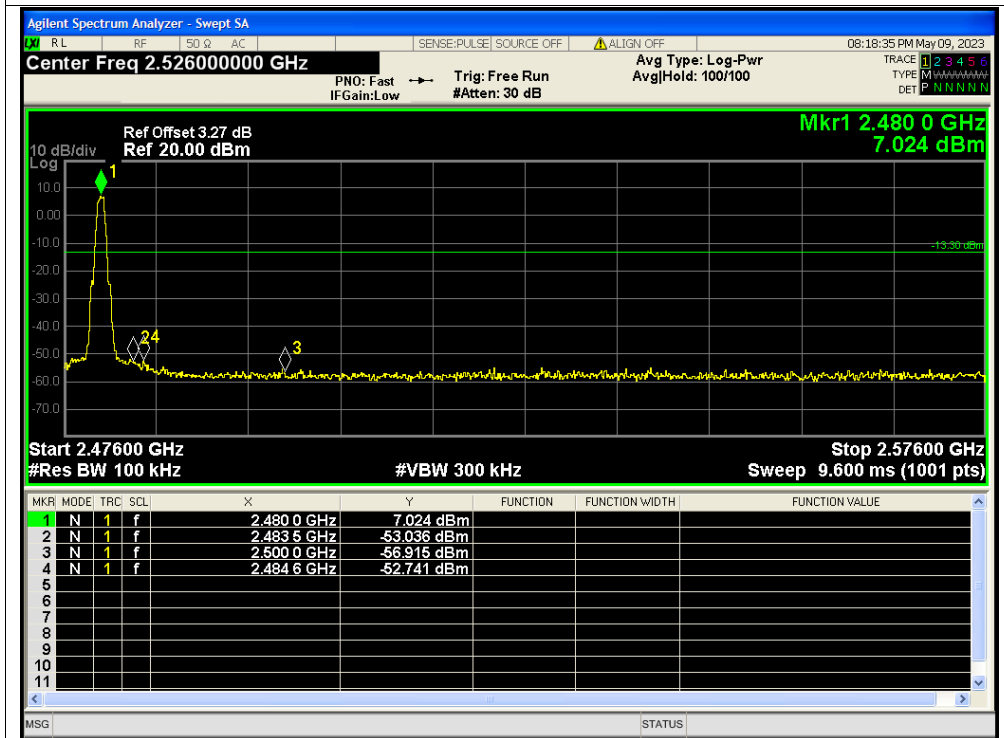 Agilent Spectrum Analyzer - Swept SA
LXI RL RF 50 Ω AC SENSE:PULSE SOURCE OFF ALIGN OFF 08:18:35 PM May 09, 2023
Center Freq 2.526000000 GHz
PNO: Fast
IFGain:Low
Trig: Free Run
#Atten: 30 dB
Avg Type: Log-Pwr
Avg|Hold: 100/100
TRACE 1 2 3 4 5 6
TYPE M
DET P N N N N N
Mkr1 2.480 0 GHz
7.024 dBm
Ref Offset 3.27 dB
10 dB/div Ref 20.00 dBm
Log
1
10.0
0.00
-10.0
-13.30 dBm
-20.0
-30.0
-40.0
24
3
-50.0
-60.0
-70.0
Start 2.47600 GHz Stop 2.57600 GHz
#Res BW 100 kHz #VBW 300 kHz Sweep 9.600 ms (1001 pts)
MKR MODE TRC SCL X Y FUNCTION FUNCTION WIDTH FUNCTION VALUE
1 N 1 f 2.480 0 GHz 7.024 dBm
2 N 1 f 2.483 5 GHz -53.036 dBm
3 N 1 f 2.500 0 GHz -56.915 dBm
4 N 1 f 2.484 6 GHz -52.741 dBm
5
6
7
8
9
10
11
MSG STATUS